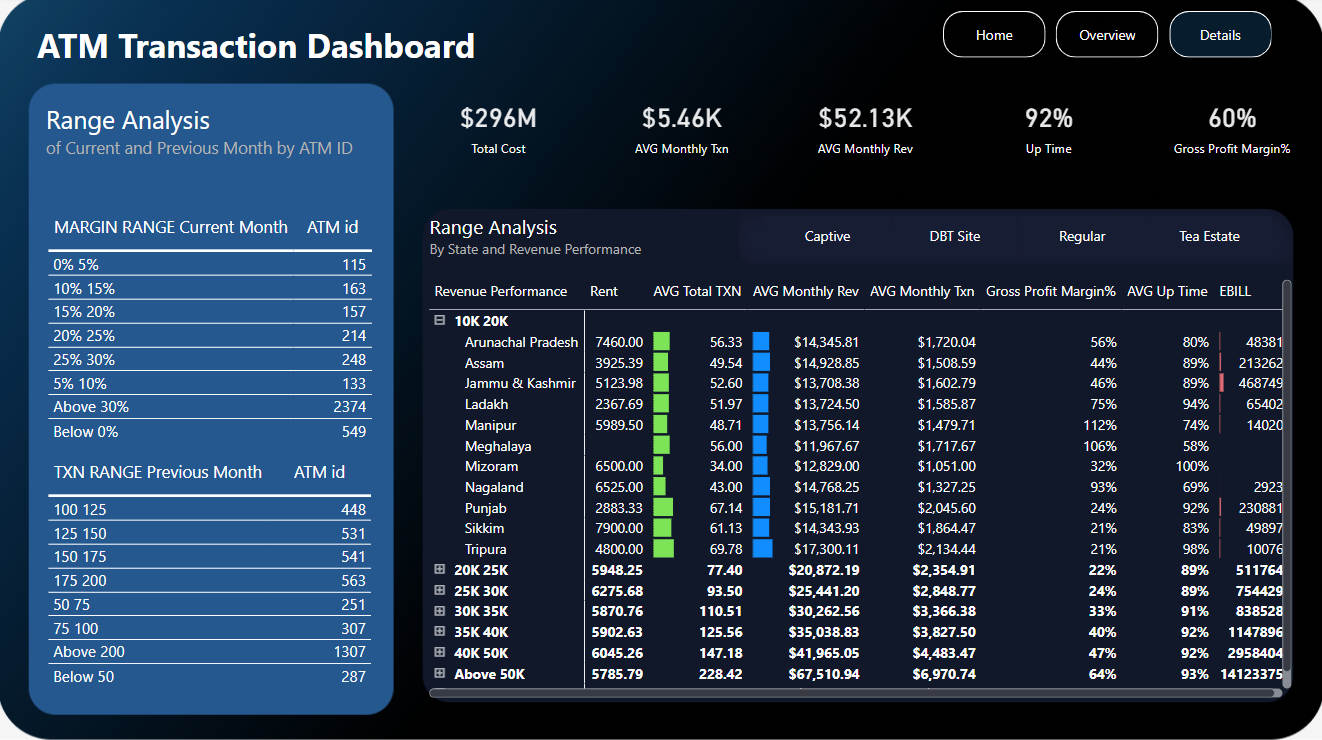 ATM Transaction Dashboard
Home Overview Details
Range Analysis
of Current and Previous Month by ATM ID
MARGIN RANGE Current Month ATM id
0% 5% 115
10% 15% 163
15% 20% 157
20% 25% 214
25% 30% 248
5% 10% 133
Above 30% 2374
Below 0% 549
TXN RANGE Previous Month ATM id
100 125 448
125 150 531
150 175 541
175 200 563
50 75 251
75 100 307
Above 200 1307
Below 50 287
$296M $5.46K $52.13K 92% 60%
Total Cost AVG Monthly Txn AVG Monthly Rev Up Time Gross Profit Margin%
Range Analysis
By State and Revenue Performance
Captive DBT Site Regular Tea Estate
Revenue Performance Rent AVG Total TXN AVG Monthly Rev AVG Monthly Txn Gross Profit Margin% AVG Up Time EBILL
10K 20K
Arunachal Pradesh 7460.00 56.33 $14,345.81 $1,720.04 56% 80% 48381
Assam 3925.39 49.54 $14,928.85 $1,508.59 44% 89% 213262
Jammu & Kashmir 5123.98 52.60 $13,708.38 $1,602.79 46% 89% 468749
Ladakh 2367.69 51.97 $13,724.50 $1,585.87 75% 94% 65402
Manipur 5989.50 48.71 $13,756.14 $1,479.71 112% 74% 14020
Meghalaya 56.00 $11,967.67 $1,717.67 106% 58%
Mizoram 6500.00 34.00 $12,829.00 $1,051.00 32% 100%
Nagaland 6525.00 43.00 $14,768.25 $1,327.25 93% 69% 2923
Punjab 2883.33 67.14 $15,181.71 $2,045.60 24% 92% 230881
Sikkim 7900.00 61.13 $14,343.93 $1,864.47 21% 83% 49897
Tripura 4800.00 69.78 $17,300.11 $2,134.44 21% 98% 10076
20K 25K 5948.25 77.40 $20,872.19 $2,354.91 22% 89% 511764
25K 30K 6275.68 93.50 $25,441.20 $2,848.77 24% 89% 754429
30K 35K 5870.76 110.51 $30,262.56 $3,366.38 33% 91% 838528
35K 40K 5902.63 125.56 $35,038.83 $3,827.50 40% 92% 1147896
40K 50K 6045.26 147.18 $41,965.05 $4,483.47 47% 92% 2958404
Above 50K 5785.79 228.42 $67,510.94 $6,970.74 64% 93% 14123375